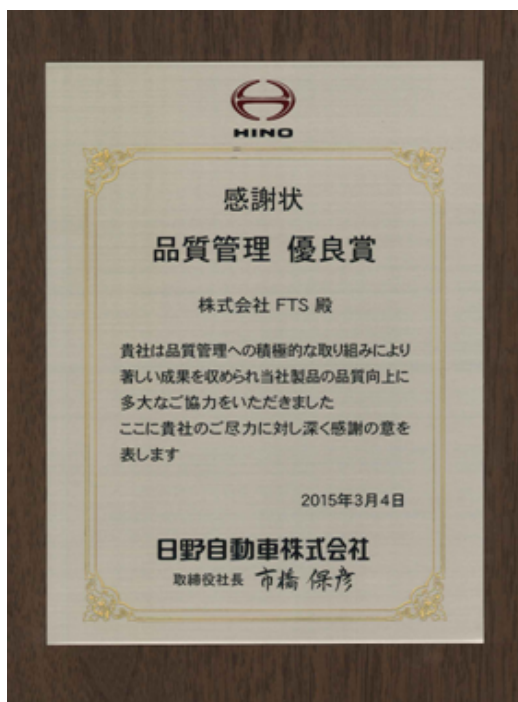 HINO
感謝状
品質管理 優良賞
株式会社 FTS 殿
貴社は品質管理への積極的な取り組みにより
著しい成果を収められ当社製品の品質向上に
多大なご協力をいただきました
ここに貴社のご尽力に対し深く感謝の意を
表します
2015年3月4日
日野自動車株式会社
取締役社長 市橋 保彦